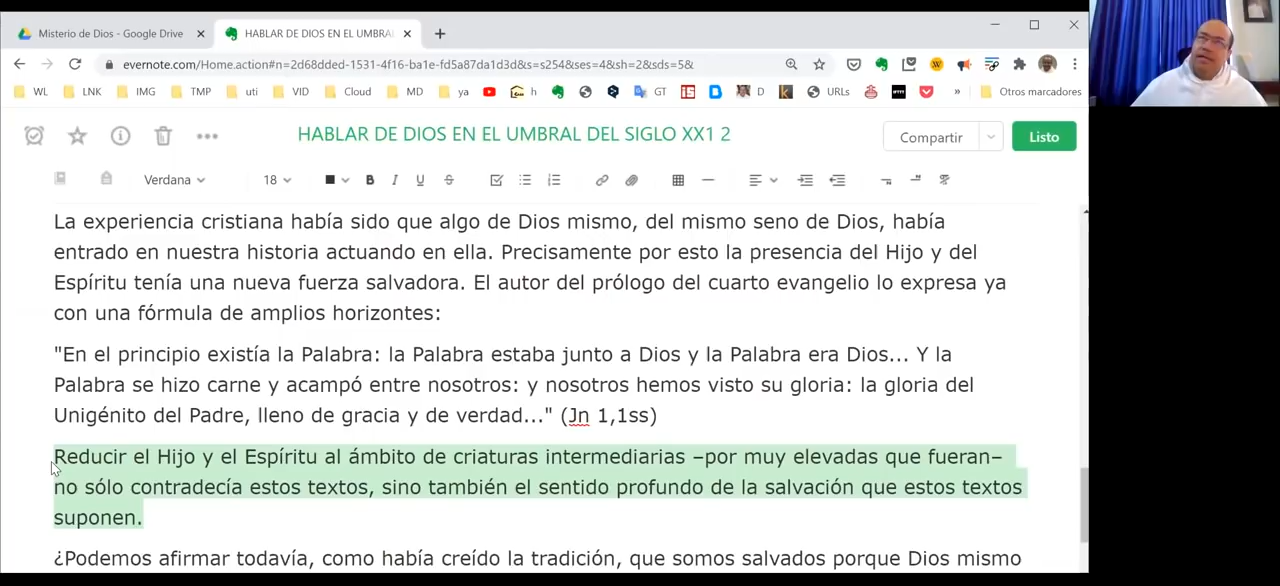 Misterio de Dios - Google Drive
HABLAR DE DIOS EN EL UMBRAL
evernote.com/Home.action#n=2d68dded-1531-4f16-ba1e-fd5a87da1d3d&s=s254&ses=4&sh=2&sds=5&
WL LNK IMG TMP uti VID Cloud MD ya h GT D k URLs » Otros marcadores
HABLAR DE DIOS EN EL UMBRAL DEL SIGLO XX1 2
Compartir
Listo
Verdana 18 B I U S
La experiencia cristiana había sido que algo de Dios mismo, del mismo seno de Dios, había
entrado en nuestra historia actuando en ella. Precisamente por esto la presencia del Hijo y del
Espíritu tenía una nueva fuerza salvadora. El autor del prólogo del cuarto evangelio lo expresa ya
con una fórmula de amplios horizontes:
"En el principio existía la Palabra: la Palabra estaba junto a Dios y la Palabra era Dios... Y la
Palabra se hizo carne y acampó entre nosotros: y nosotros hemos visto su gloria: la gloria del
Unigénito del Padre, lleno de gracia y de verdad..." (Jn 1,1ss)
Reducir el Hijo y el Espíritu al ámbito de criaturas intermediarias –por muy elevadas que fueran–
no sólo contradecía estos textos, sino también el sentido profundo de la salvación que estos textos
suponen.
¿Podemos afirmar todavía, como había creído la tradición, que somos salvados porque Dios mismo